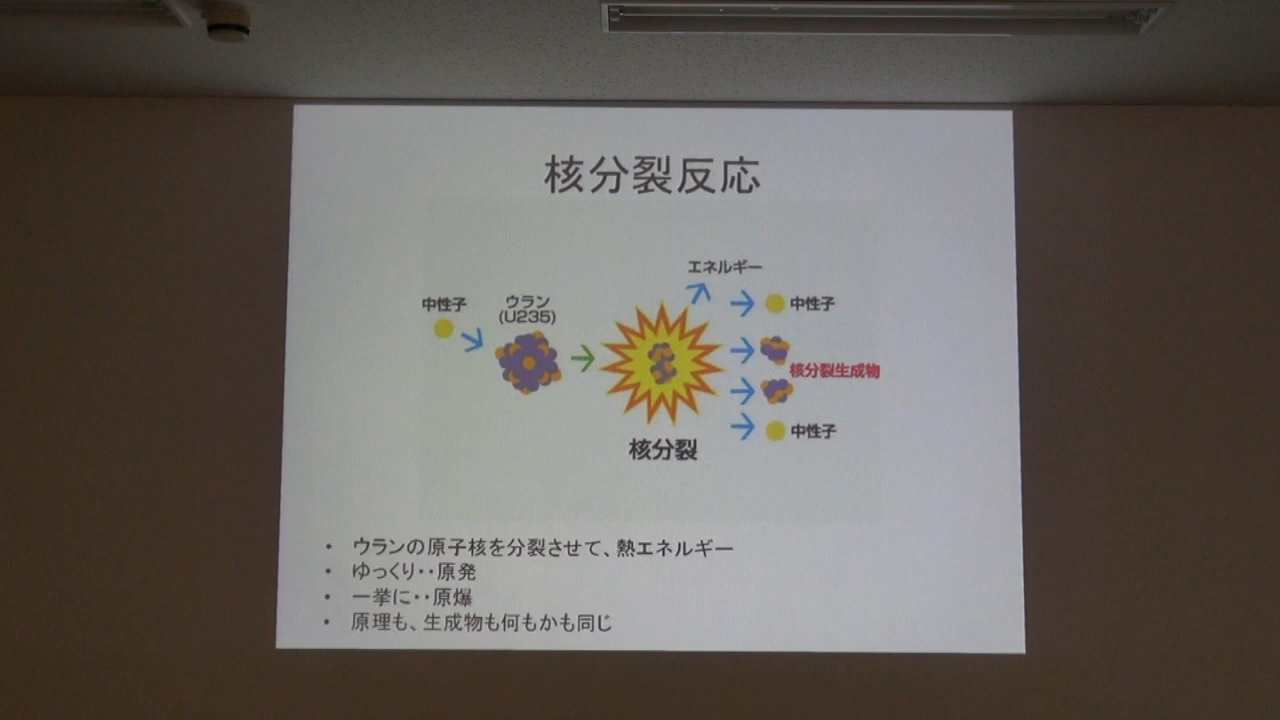 核分裂反応
エネルギー
中性子
ウラン
(U235)
中性子
核分裂生成物
中性子
核分裂
• ウランの原子核を分裂させて、熱エネルギー
• ゆっくり・・原発
• 一挙に・・原爆
• 原理も、生成物も何もかも同じ